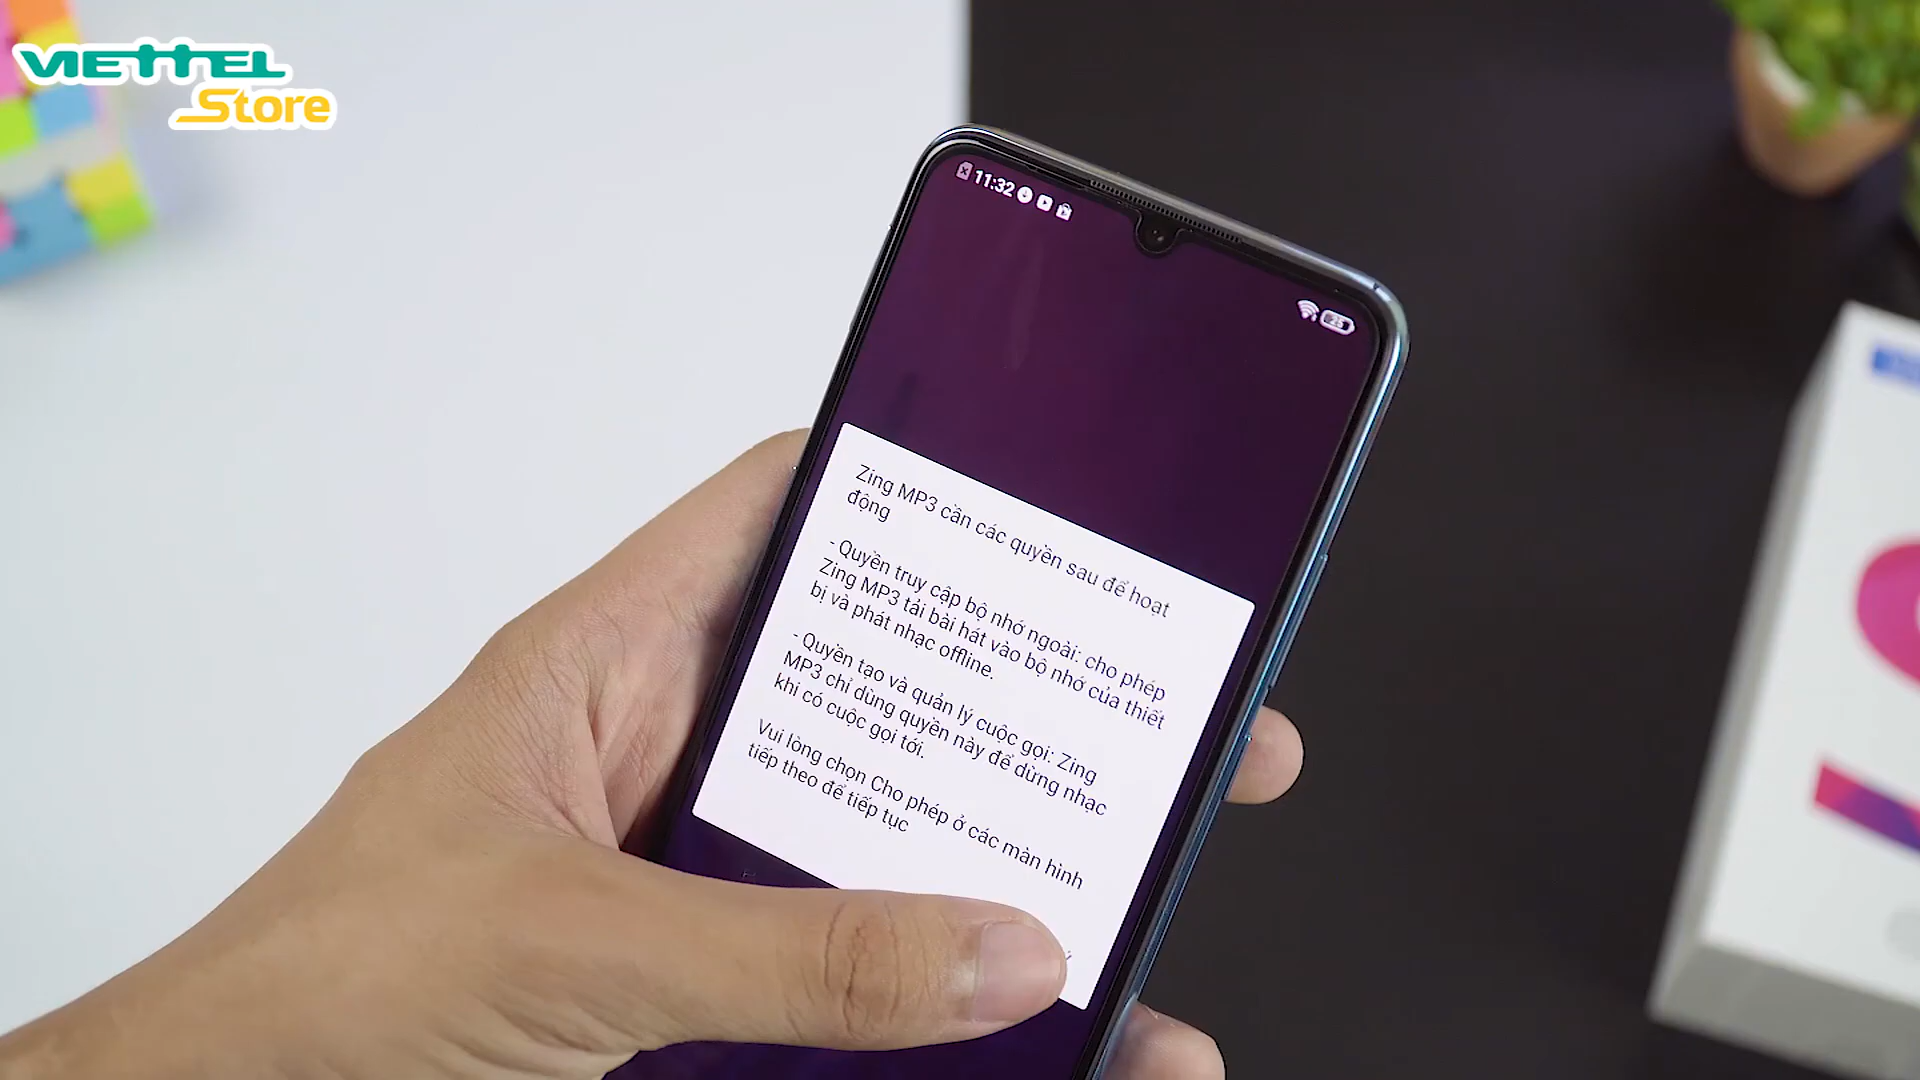 VIETTEL
Store
11:32
25
Zing MP3 cần các quyền sau để hoạt
động
- Quyền truy cập bộ nhớ ngoài: cho phép
Zing MP3 tải bài hát vào bộ nhớ của thiết
bị và phát nhạc offline.
- Quyền tạo và quản lý cuộc gọi: Zing
MP3 chỉ dùng quyền này để dừng nhạc
khi có cuộc gọi tới.
Vui lòng chọn Cho phép ở các màn hình
tiếp theo để tiếp tục